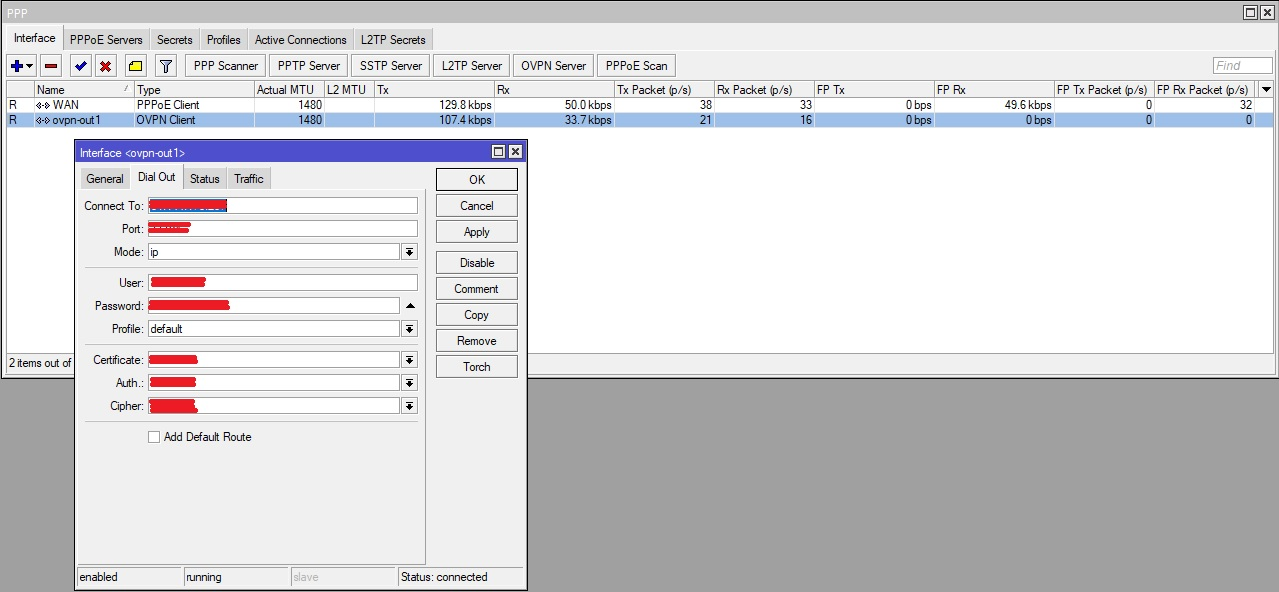 PPP
Interface PPPoE Servers Secrets Profiles Active Connections L2TP Secrets
PPP Scanner PPTP Server SSTP Server L2TP Server OVPN Server PPPoE Scan Find
Name / Type Actual MTU L2 MTU Tx Rx Tx Packet (p/s) Rx Packet (p/s) FP Tx FP Rx FP Tx Packet (p/s) FP Rx Packet (p/s)
R WAN PPPoE Client 1480 129.8 kbps 50.0 kbps 38 33 0 bps 49.6 kbps 0 32
R ovpn-out1 OVPN Client 1480 107.4 kbps 33.7 kbps 21 16 0 bps 0 bps 0 0
2 items out of
Interface <ovpn-out1>
General Dial Out Status Traffic
Connect To:
Port:
Mode: ip
User:
Password:
Profile: default
Certificate:
Auth.:
Cipher:
Add Default Route
OK
Cancel
Apply
Disable
Comment
Copy
Remove
Torch
enabled running slave Status: connected